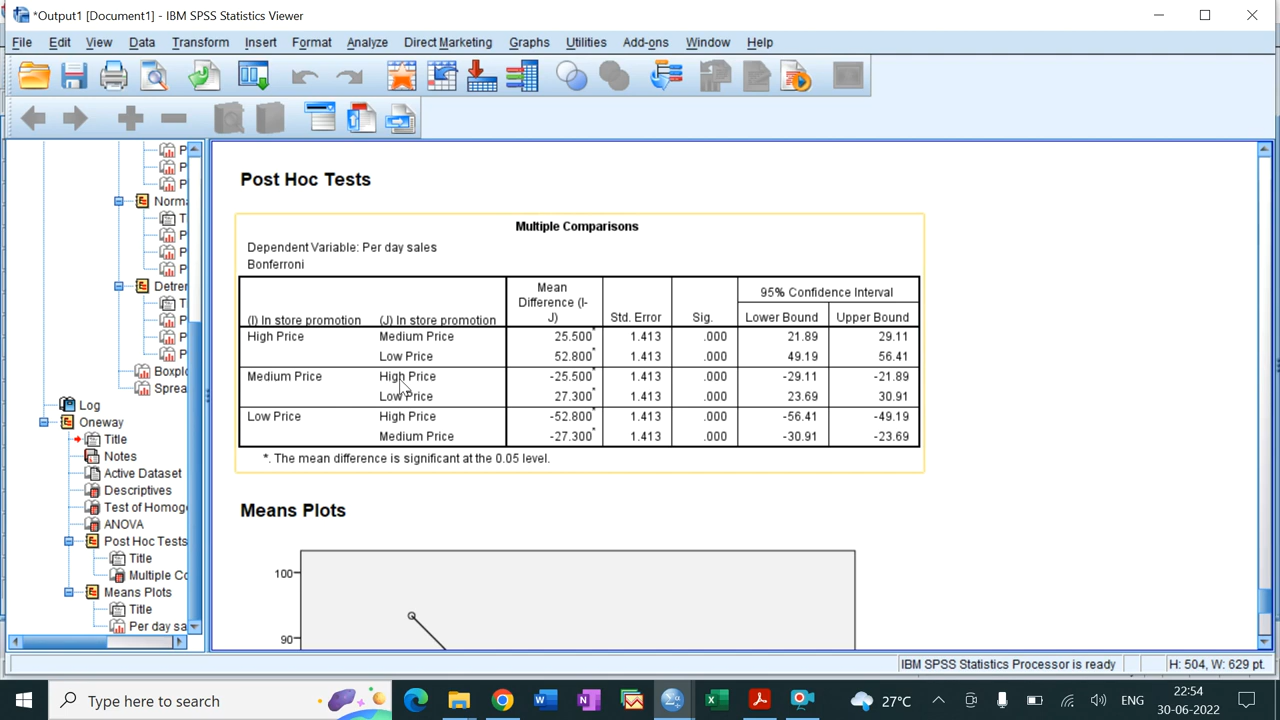 *Output1 [Document1] - IBM SPSS Statistics Viewer
File Edit View Data Transform Insert Format Analyze Direct Marketing Graphs Utilities Add-ons Window Help
P
P
P
Norma
T
P
P
P
Detren
T
P
P
P
Boxplo
Sprea
Log
Oneway
Title
Notes
Active Dataset
Descriptives
Test of Homog
ANOVA
Post Hoc Tests
Title
Multiple Co
Means Plots
Title
Per day sa
Post Hoc Tests
Multiple Comparisons
Dependent Variable: Per day sales
Bonferroni
(I) In store promotion (J) In store promotion Mean Difference (I-J) Std. Error Sig. 95% Confidence Interval
Lower Bound Upper Bound
High Price Medium Price 25.500* 1.413 .000 21.89 29.11
Low Price 52.800* 1.413 .000 49.19 56.41
Medium Price High Price -25.500* 1.413 .000 -29.11 -21.89
Low Price 27.300* 1.413 .000 23.69 30.91
Low Price High Price -52.800* 1.413 .000 -56.41 -49.19
Medium Price -27.300* 1.413 .000 -30.91 -23.69
*. The mean difference is significant at the 0.05 level.
Means Plots
100
90
IBM SPSS Statistics Processor is ready H: 504, W: 629 pt.
Type here to search
27°C
ENG
22:54
30-06-2022